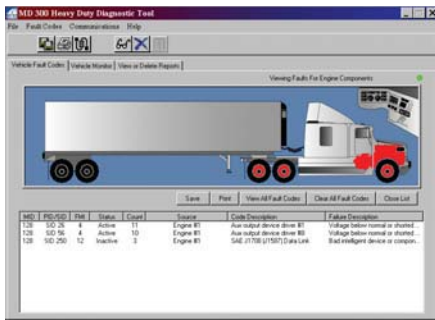 MD 300 Heavy Duty Diagnostic Tool
File Fault Codes Communications Help
Vehicle Fault Codes Vehicle Monitor View or Delete Reports
Viewing Faults For Engine Components
Save Print View All Fault Codes Clear All Fault Codes Close List
MID PID/SID FMI Status Count Source Code Description Failure Description
128 SID 26 4 Active 11 Engine #1 Aux output device driver #1 Voltage below normal or shorted...
128 SID 56 4 Active 10 Engine #1 Aux output device driver #8 Voltage below normal or shorted...
128 SID 250 12 Inactive 3 Engine #1 SAE J1708 (J1587) Data Link Bad intelligent device or compon...